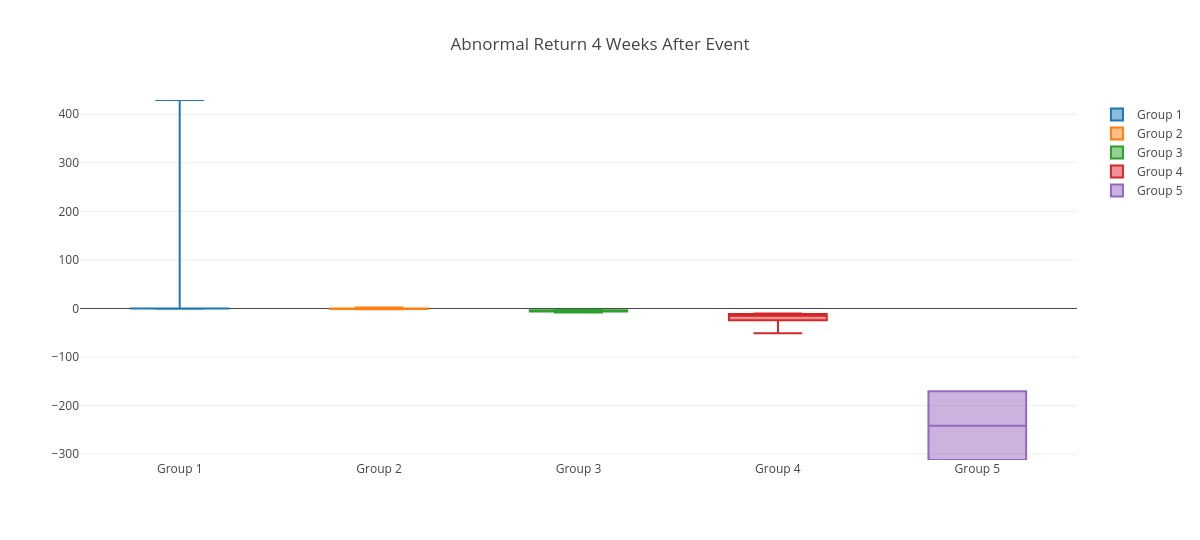 Abnormal Return 4 Weeks After Event
400
300
200
100
0
−100
−200
−300
Group 1
Group 2
Group 3
Group 4
Group 5
Group 1
Group 2
Group 3
Group 4
Group 5